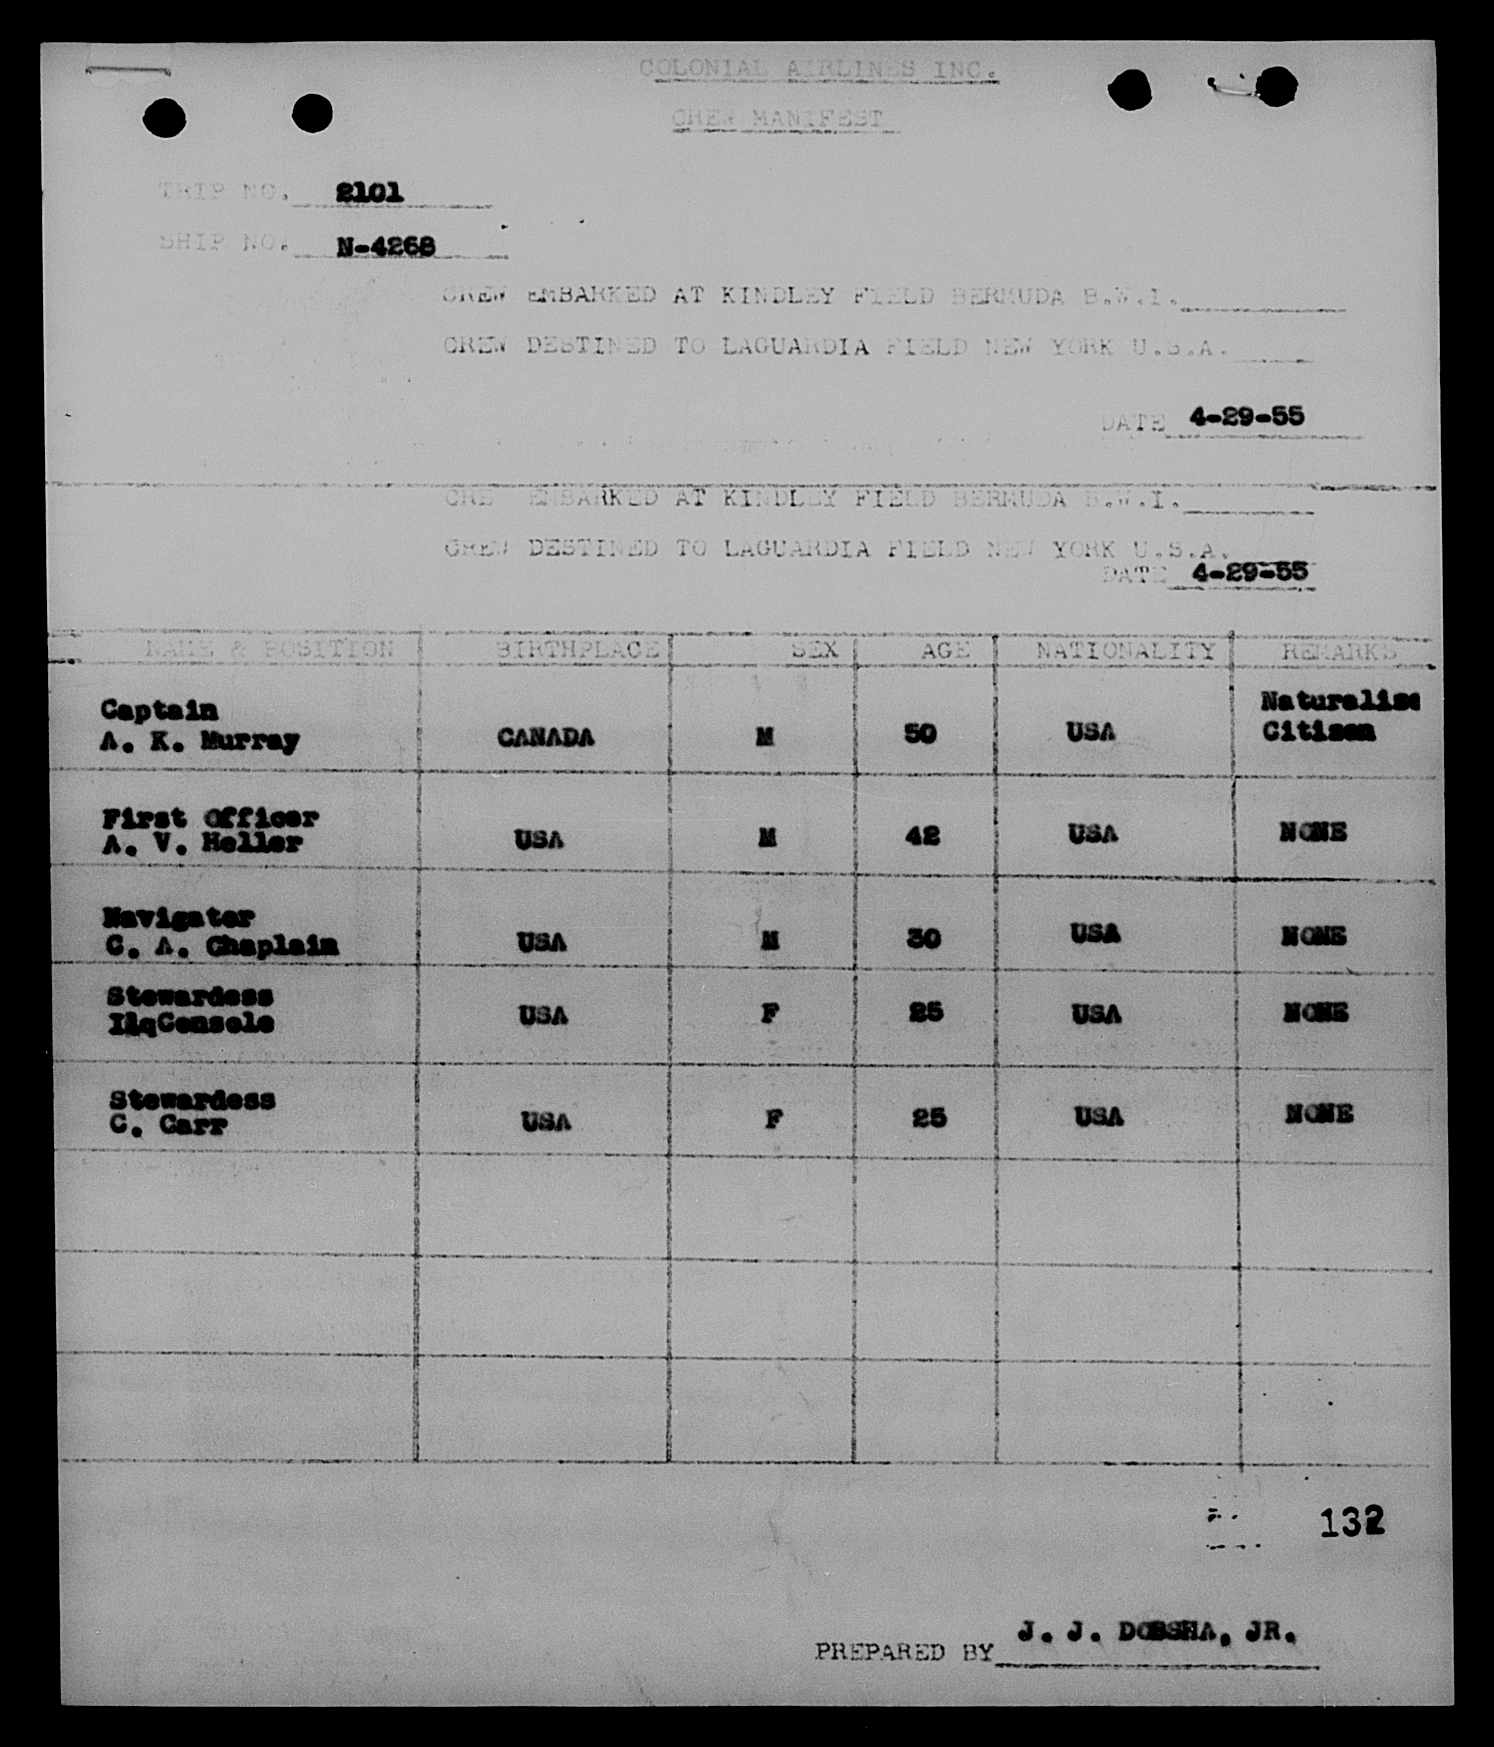 COLONIAL AIRLINES INC.
CREW MANIFEST
TRIP NO. 2101
SHIP NO. N-4268
CREW EMBARKED AT KINDLEY FIELD BERMUDA B.W.I.
CREW DESTINED TO LAGUARDIA FIELD NEW YORK U.S.A.
DATE 4-29-55
CREW EMBARKED AT KINDLEY FIELD BERMUDA B.W.I.
CREW DESTINED TO LAGUARDIA FIELD NEW YORK U.S.A.
DATE 4-29-55
NAME & POSITION BIRTHPLACE SEX AGE NATIONALITY REMARKS
Captain Naturalize
A. K. Murray CANADA M 50 USA Citizen
First Officer
A. V. Heller USA M 42 USA NONE
Navigator
C. A. Chaplain USA M 30 USA NONE
Stewardess
Console USA F 25 USA NONE
Stewardess
C. Carr USA F 25 USA NONE
132
J. J. DOBSHA, JR.
PREPARED BY